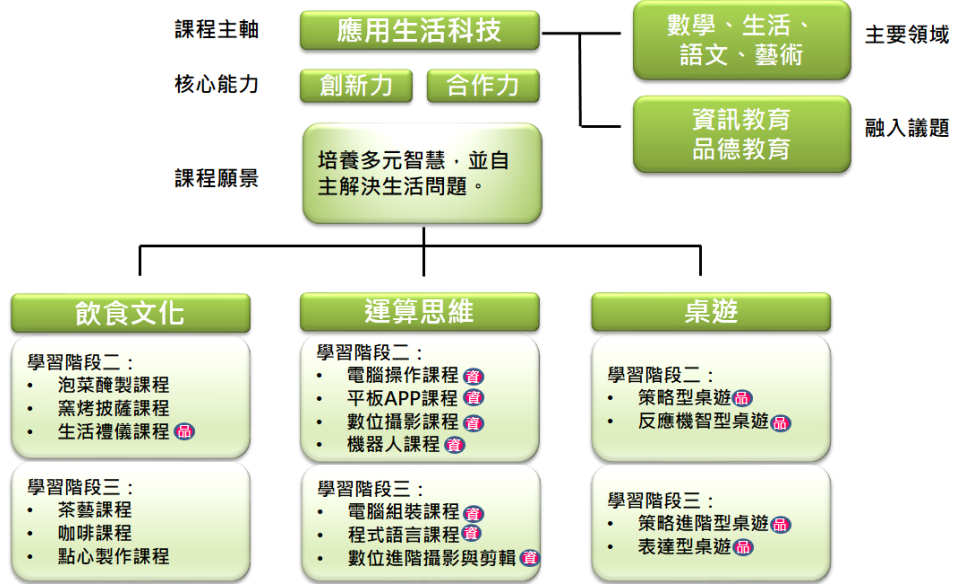 課程主軸
應用生活科技
數學、生活、
語文、藝術
主要領域
核心能力
創新力
合作力
資訊教育
品德教育
融入議題
課程願景
培養多元智慧，並自
主解決生活問題。
飲食文化
學習階段二：
• 泡菜醃製課程
• 窯烤披薩課程
• 生活禮儀課程 品
學習階段三：
• 茶藝課程
• 咖啡課程
• 點心製作課程
運算思維
學習階段二：
• 電腦操作課程 資
• 平板APP課程 資
• 數位攝影課程 資
• 機器人課程 資
學習階段三：
• 電腦組裝課程 資
• 程式語言課程 資
• 數位進階攝影與剪輯 資
桌遊
學習階段二：
• 策略型桌遊 品
• 反應機智型桌遊 品
學習階段三：
• 策略進階型桌遊 品
• 表達型桌遊 品